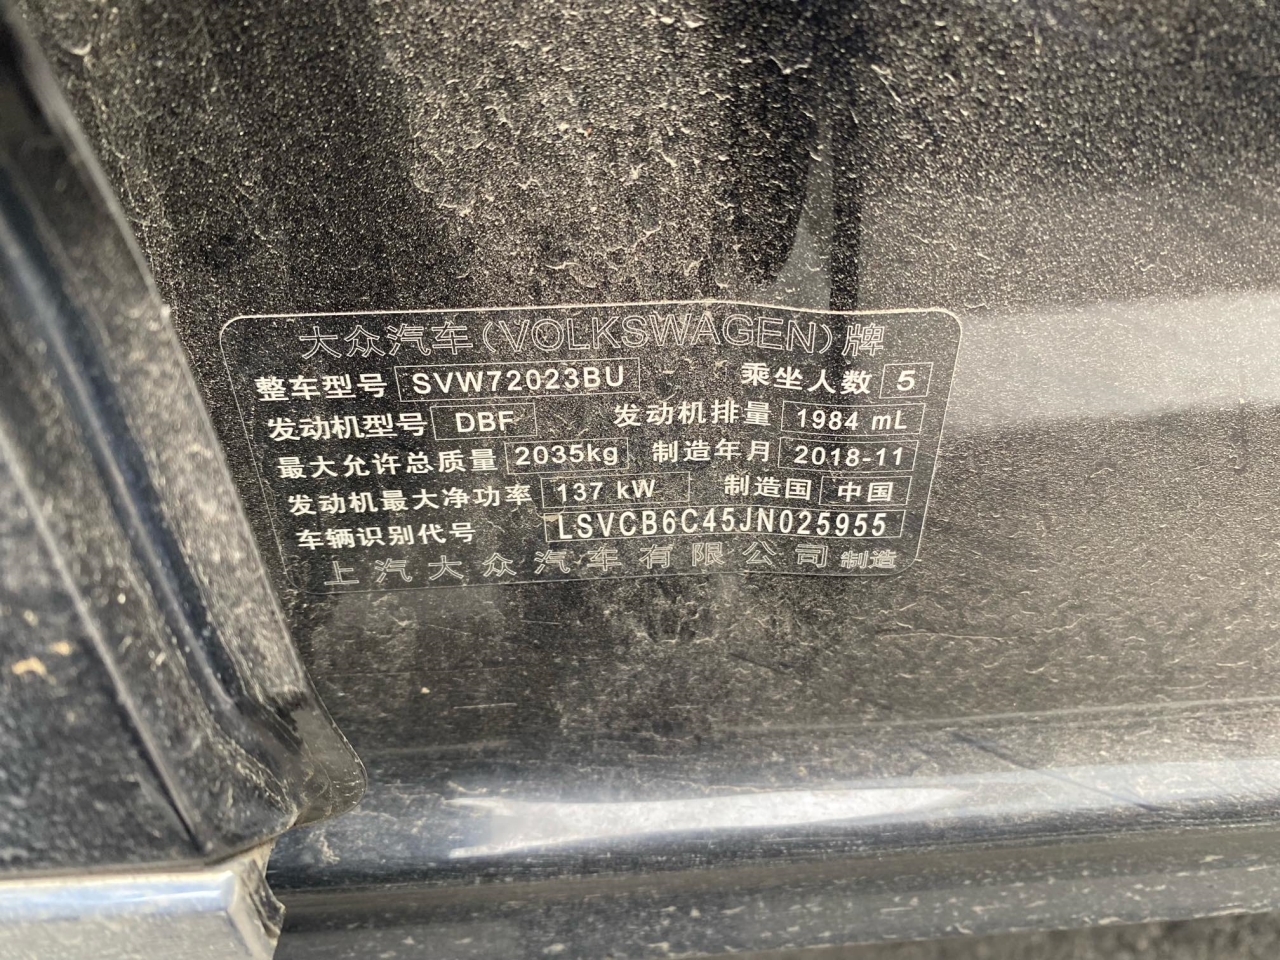 大众汽车(VOLKSWAGEN)牌
整车型号 SVW72023BU 乘坐人数 5
发动机型号 DBF 发动机排量 1984 mL
最大允许总质量 2035kg 制造年月 2018-11
发动机最大净功率 137 kW 制造国 中国
车辆识别代号 LSVCB6C45JN025955
上汽大众汽车有限公司 制造